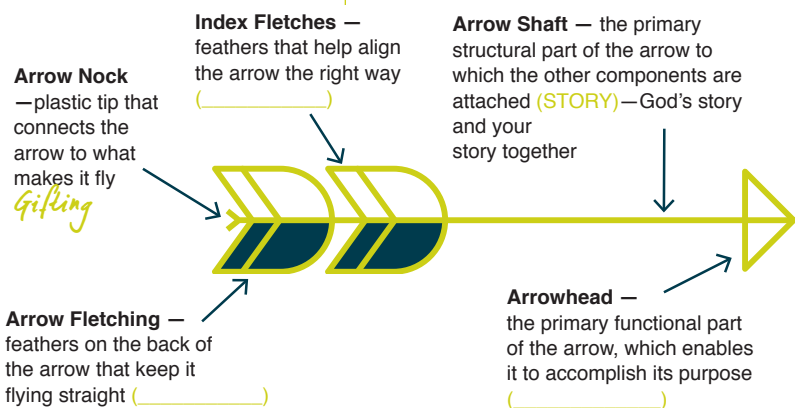 Index Fletches —
feathers that help align
the arrow the right way
(____________)
Arrow Shaft — the primary
structural part of the arrow to
which the other components are
attached (STORY)—God's story
and your
story together
Arrow Nock
—plastic tip that
connects the
arrow to what
makes it fly
Gifting
Arrow Fletching —
feathers on the back of
the arrow that keep it
flying straight (____________)
Arrowhead —
the primary functional part
of the arrow, which enables
it to accomplish its purpose
(______________)